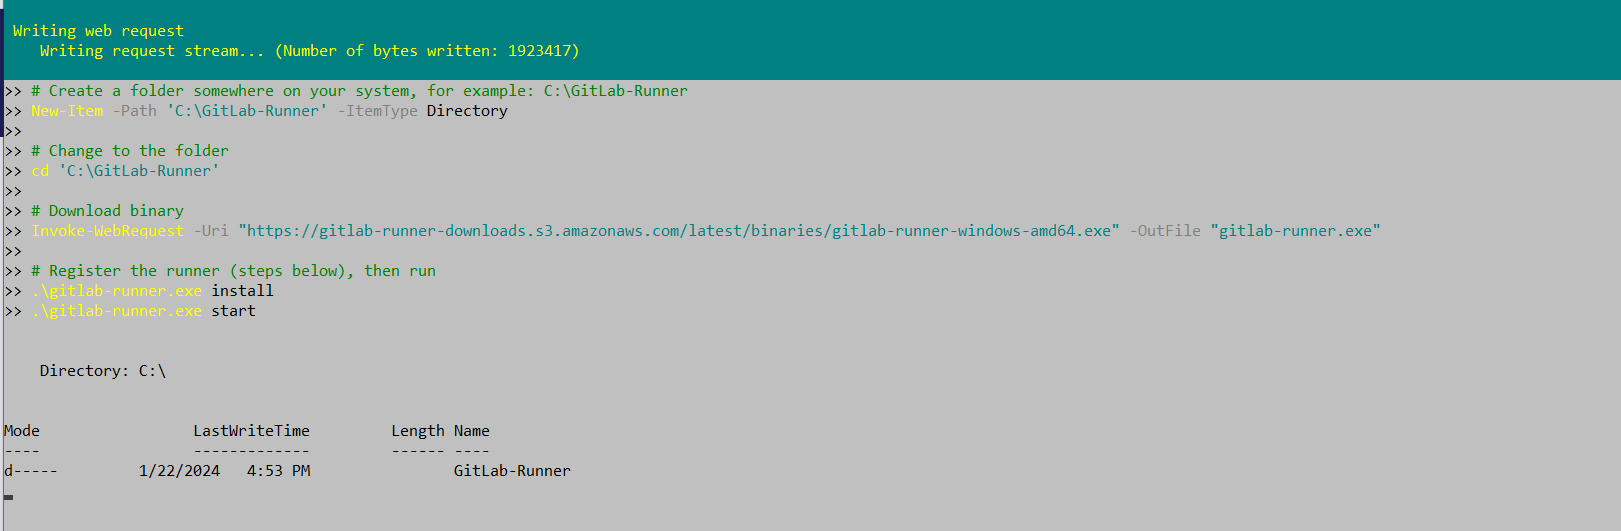 Writing web request
Writing request stream... (Number of bytes written: 1923417)
>> # Create a folder somewhere on your system, for example: C:\GitLab-Runner
>> New-Item -Path 'C:\GitLab-Runner' -ItemType Directory
>>
>> # Change to the folder
>> cd 'C:\GitLab-Runner'
>>
>> # Download binary
>> Invoke-WebRequest -Uri "https://gitlab-runner-downloads.s3.amazonaws.com/latest/binaries/gitlab-runner-windows-amd64.exe" -OutFile "gitlab-runner.exe"
>>
>> # Register the runner (steps below), then run
>> .\gitlab-runner.exe install
>> .\gitlab-runner.exe start
Directory: C:\
Mode LastWriteTime Length Name
---- ------------- ------ ----
d----- 1/22/2024 4:53 PM GitLab-Runner